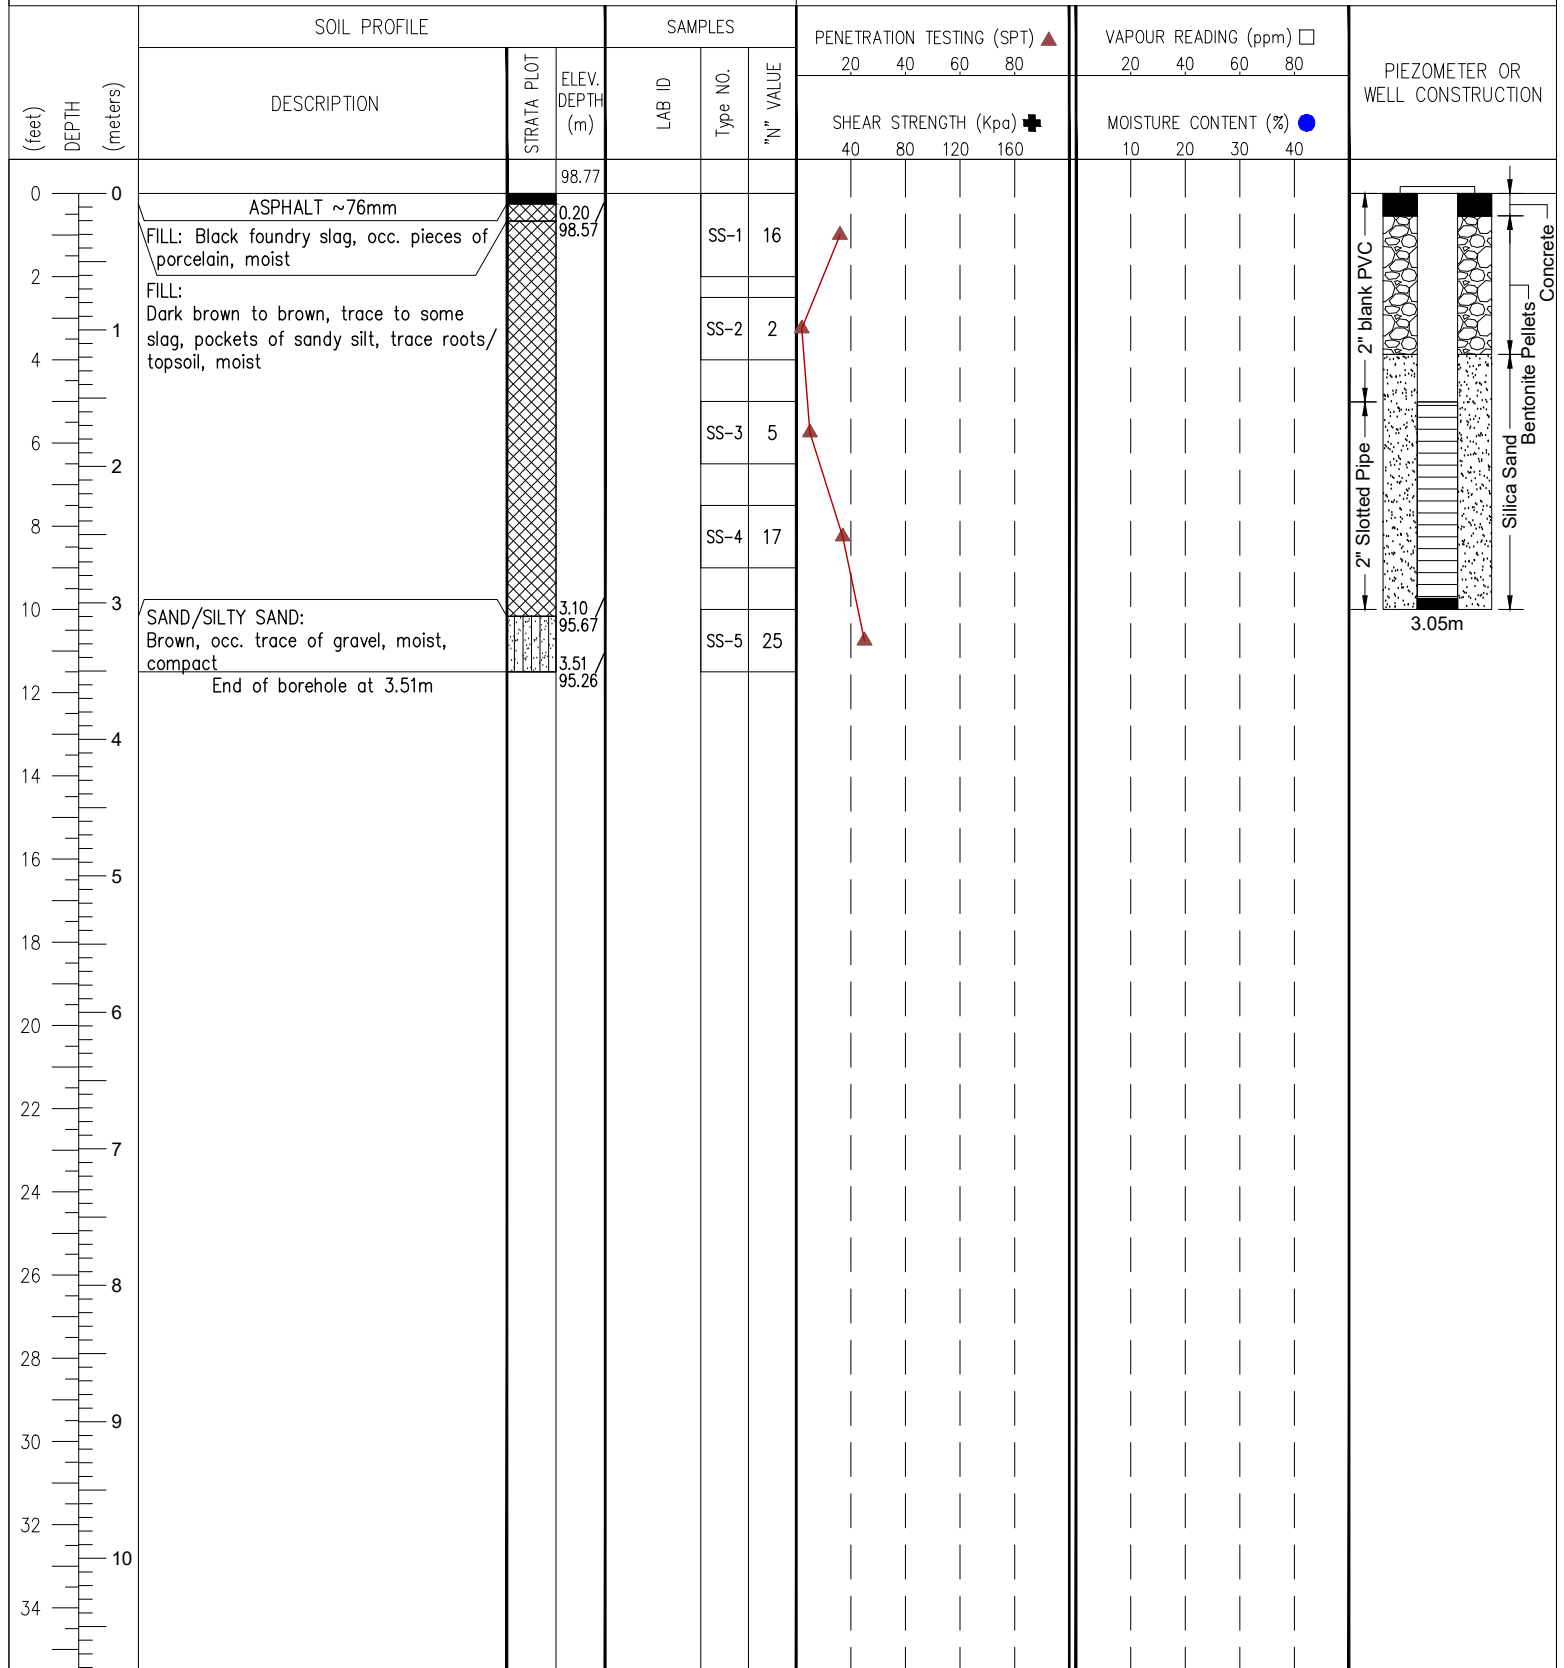 SOIL PROFILE
SAMPLES
PENETRATION TESTING (SPT)
20 40 60 80
SHEAR STRENGTH (Kpa)
40 80 120 160
VAPOUR READING (ppm)
20 40 60 80
MOISTURE CONTENT (%)
10 20 30 40
PIEZOMETER OR
WELL CONSTRUCTION
(feet)
DEPTH
(meters)
DESCRIPTION
STRATA PLOT
ELEV.
DEPTH
(m)
LAB ID
Type NO.
"N" VALUE
98.77
0
2
4
6
8
10
12
14
16
18
20
22
24
26
28
30
32
34
0
1
2
3
4
5
6
7
8
9
10
ASPHALT ~76mm
0.20
98.57
FILL: Black foundry slag, occ. pieces of
porcelain, moist
FILL:
Dark brown to brown, trace to some
slag, pockets of sandy silt, trace roots/
topsoil, moist
3.10
95.67
SAND/SILTY SAND:
Brown, occ. trace of gravel, moist,
compact
3.51
95.26
End of borehole at 3.51m
SS-1 16
SS-2 2
SS-3 5
SS-4 17
SS-5 25
2" blank PVC
2" Slotted Pipe
Concrete
Bentonite Pellets
Silica Sand
3.05m